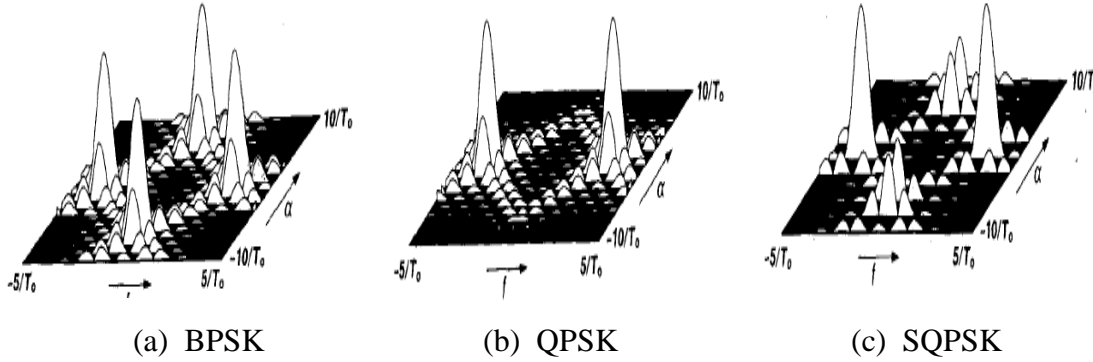 10/T₀
α
-10/T₀
-5/T₀
5/T₀
10/T₀
α
-10/T₀
-5/T₀
5/T₀
f
10/T₀
α
-10/T₀
-5/T₀
5/T₀
f
(a) BPSK
(b) QPSK
(c) SQPSK